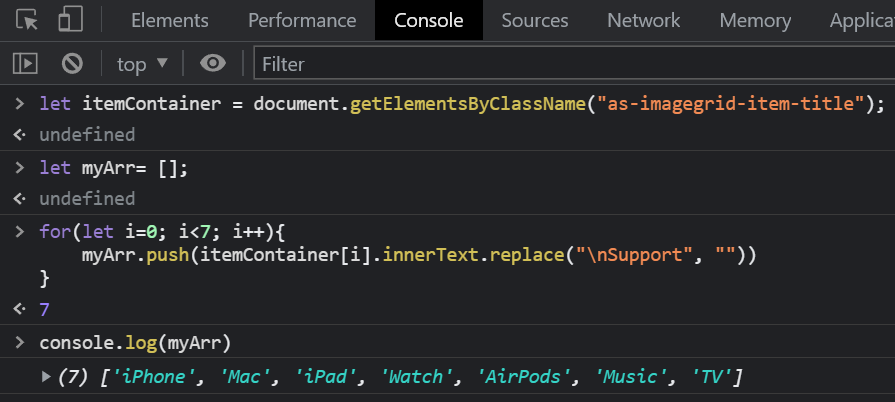 Elements Performance Console Sources Network Memory Applica
top ▼ Filter
> let itemContainer = document.getElementsByClassName("as-imagegrid-item-title");
<· undefined
> let myArr= [];
<· undefined
> for(let i=0; i<7; i++){
myArr.push(itemContainer[i].innerText.replace("\nSupport", ""))
}
<· 7
> console.log(myArr)
▶ (7) ['iPhone', 'Mac', 'iPad', 'Watch', 'AirPods', 'Music', 'TV']